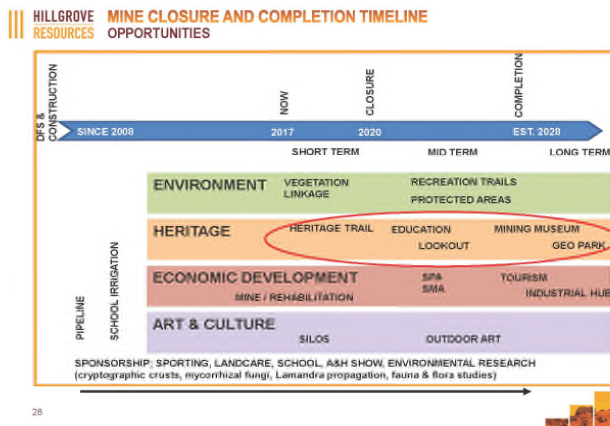 HILLGROVE
RESOURCES
MINE CLOSURE AND COMPLETION TIMELINE
OPPORTUNITIES
DFS &
CONSTRUCTION
NOW
CLOSURE
COMPLETION
SINCE 2008
2017
2020
EST. 2028
SHORT TERM
MID TERM
LONG TERM
ENVIRONMENT
VEGETATION
LINKAGE
RECREATION TRAILS
PROTECTED AREAS
HERITAGE
HERITAGE TRAIL
EDUCATION
LOOKOUT
MINING MUSEUM
GEO PARK
ECONOMIC DEVELOPMENT
MINE / REHABILITATION
SPA
SMA
TOURISM
INDUSTRIAL HUB
ART & CULTURE
SILOS
OUTDOOR ART
PIPELINE
SCHOOL IRRIGATION
SPONSORSHIP; SPORTING, LANDCARE, SCHOOL, A&H SHOW, ENVIRONMENTAL RESEARCH
(cryptographic crusts, mycorrhizal fungi, Lamandra propagation, fauna & flora studies)
28